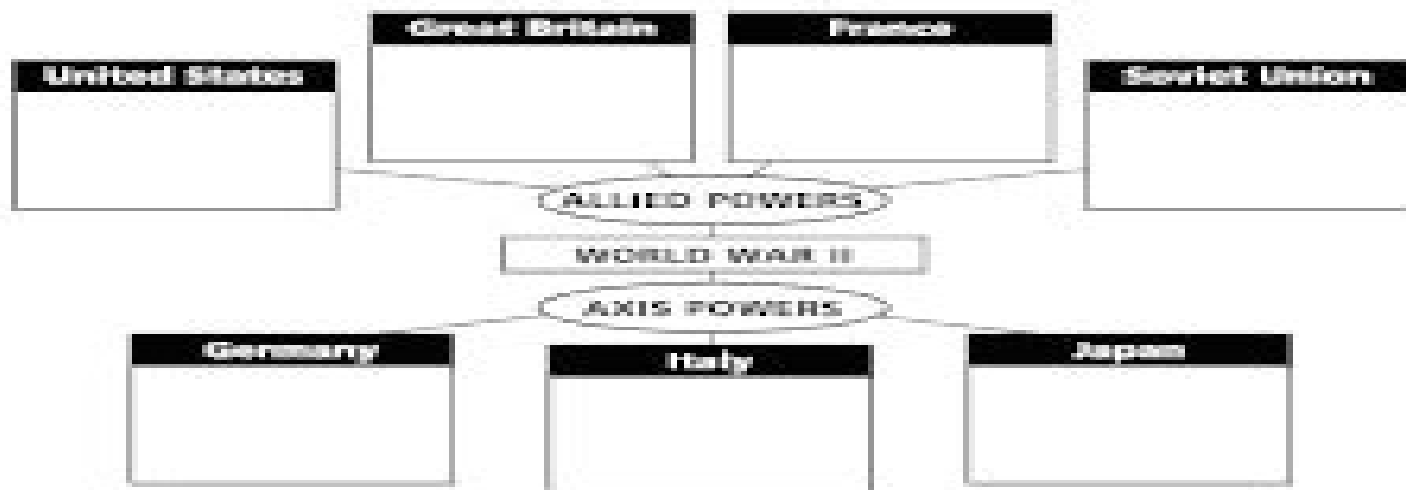 Great Britain
France
United States
Soviet Union
ALLIED POWERS
WORLD WAR II
AXIS POWERS
Germany
Italy
Japan